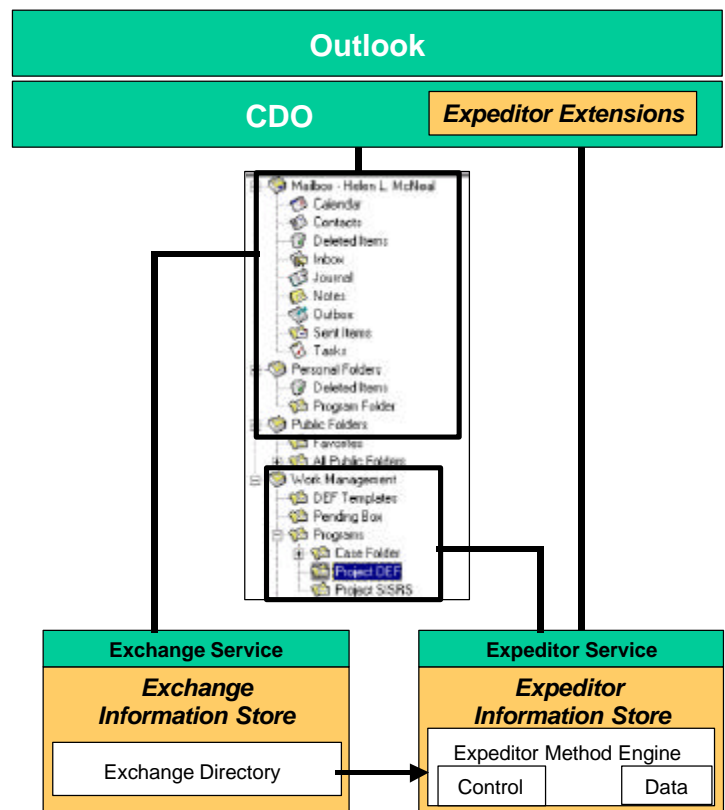 Outlook
CDO
Expeditor Extensions
Mailbox - Helen L. McNeal
Calendar
Contacts
Deleted Items
Inbox
Journal
Notes
Outbox
Sent Items
Tasks
Personal Folders
Deleted Items
Program Folder
Public Folders
Favorites
All Public Folders
Work Management
DEF Templates
Pending Box
Programs
Case Folder
Project DEF
Project SISRS
Exchange Service
Exchange
Information Store
Exchange Directory
Expeditor Service
Expeditor
Information Store
Expeditor Method Engine
Control
Data